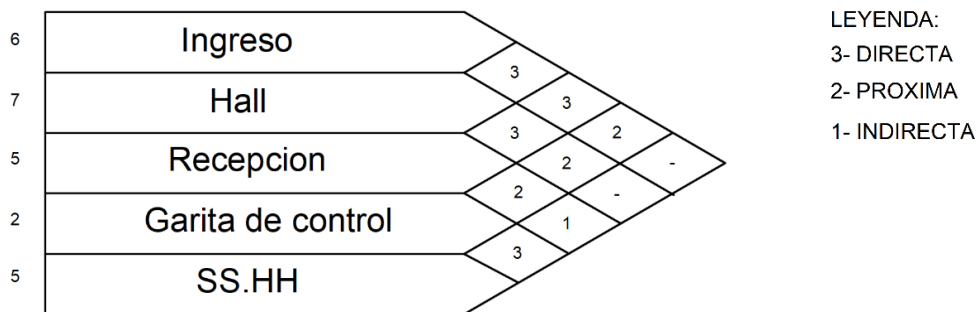 6 Ingreso
7 Hall
5 Recepcion
2 Garita de control
5 SS.HH
3
3
3
2
2
2
-
1
-
3
LEYENDA:
3- DIRECTA
2- PROXIMA
1- INDIRECTA